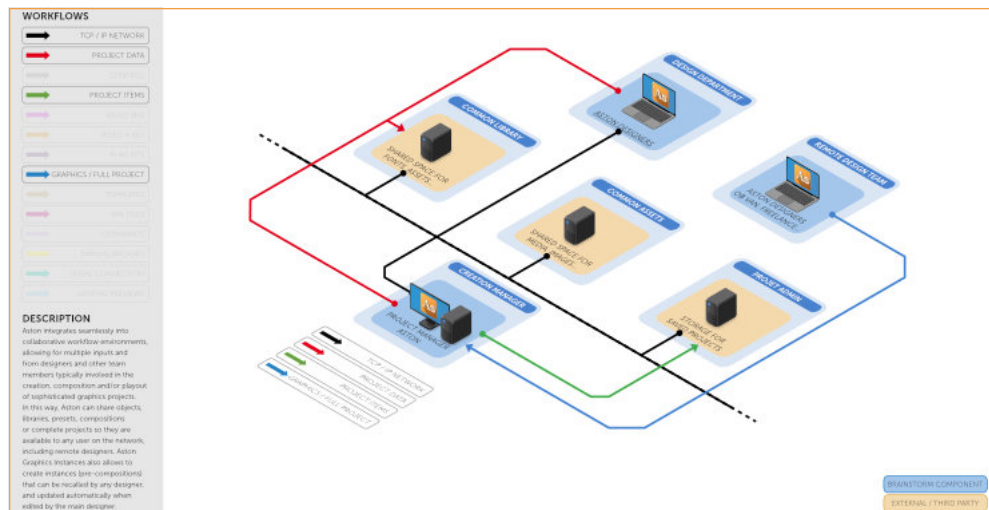 WORKFLOWS
TCP / IP NETWORK
PROJECT DATA
PROJECT ITEMS
GRAPHICS / FULL PROJECT
DESCRIPTION
Aston integrates seamlessly into
collaborative workflow environments,
allowing for multiple inputs and
from designers and other team
members typically involved in the
creation, composition and/or playout
of sophisticated graphics projects.
In this way, Aston can share objects,
libraries, presets, compositions
or complete projects so they are
available to any user on the network,
including remote designers. Aston
Graphics Instances also allows to
create instances (pre-compositions)
that can be recalled by any designer,
and updated automatically when
edited by the main designer.
DESIGN DEPARTMENT
As
ASTON DESIGNERS
COMMON LIBRARY
SHARED SPACE FOR
FONTS, ASSETS...
REMOTE DESIGN TEAM
As
ASTON DESIGNERS
OB VAN, FREELANCE...
COMMON ASSETS
SHARED SPACE FOR
MEDIA, IMAGES...
CREATION MANAGER
As
PROJECT MANAGER
ASTON
PROJET ADMIN
STORAGE FOR
SAVED PROJECTS
TCP / IP NETWORK
PROJECT DATA
PROJECT ITEMS
GRAPHICS / FULL PROJECT
BRAINSTORM COMPONENT
EXTERNAL / THIRD PARTY